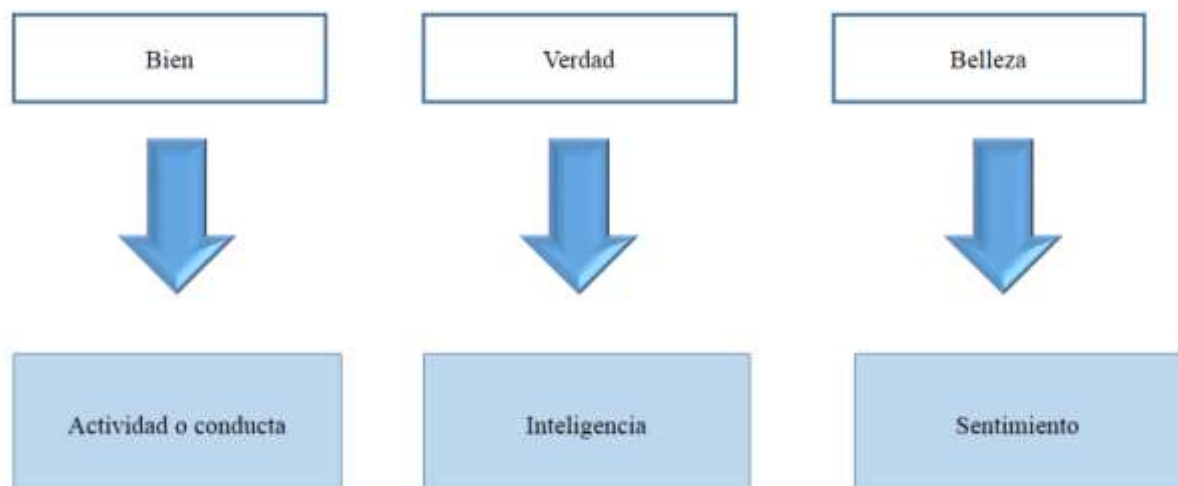 Bien
Verdad
Belleza
Actividad o conducta
Inteligencia
Sentimiento